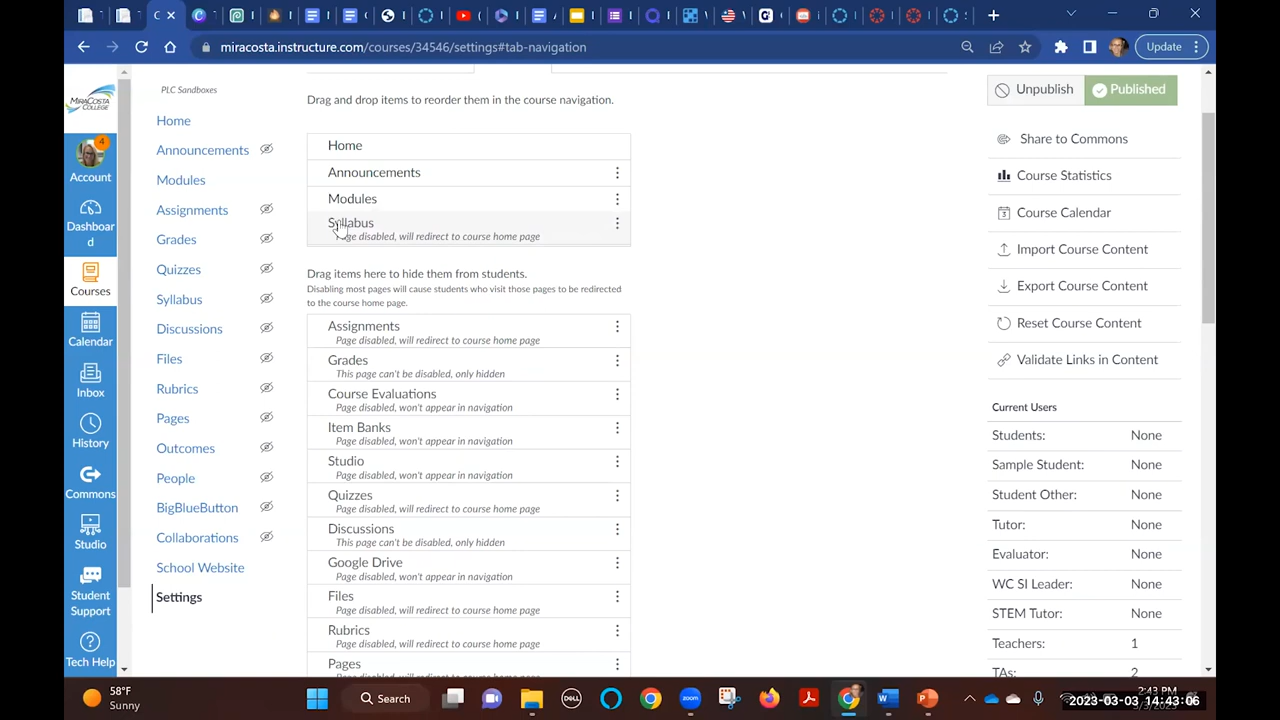 miracosta.instructure.com/courses/34546/settings#tab-navigation
Update
MIRACOSTA
COLLEGE
4
Account
Dashboar
d
Courses
Calendar
Inbox
History
Commons
Studio
Student
Support
Tech Help
PLC Sandboxes
Home
Announcements
Modules
Assignments
Grades
Quizzes
Syllabus
Discussions
Files
Rubrics
Pages
Outcomes
People
BigBlueButton
Collaborations
School Website
Settings
Drag and drop items to reorder them in the course navigation.
Home
Announcements
Modules
Syllabus
Page disabled, will redirect to course home page
Drag items here to hide them from students.
Disabling most pages will cause students who visit those pages to be redirected
to the course home page.
Assignments
Page disabled, will redirect to course home page
Grades
This page can't be disabled, only hidden
Course Evaluations
Page disabled, won't appear in navigation
Item Banks
Page disabled, won't appear in navigation
Studio
Page disabled, won't appear in navigation
Quizzes
Page disabled, will redirect to course home page
Discussions
This page can't be disabled, only hidden
Google Drive
Page disabled, won't appear in navigation
Files
Page disabled, will redirect to course home page
Rubrics
Page disabled, will redirect to course home page
Pages
Unpublish
Published
Share to Commons
Course Statistics
Course Calendar
Import Course Content
Export Course Content
Reset Course Content
Validate Links in Content
Current Users
Students: None
Sample Student: None
Student Other: None
Tutor: None
Evaluator: None
WC SI Leader: None
STEM Tutor: None
Teachers: 1
TAs: 2
58°F
Sunny
Search
DELL
zoom
2:43 PM
2023-03-03 14:43:06